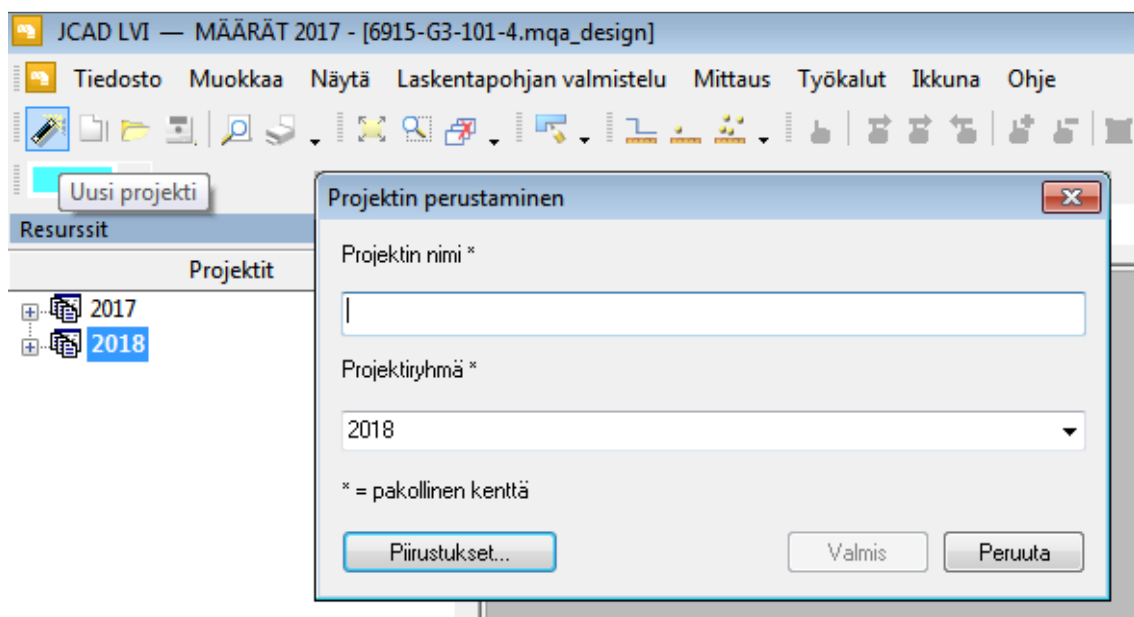 JCAD LVI — MÄÄRÄT 2017 - [6915-G3-101-4.mqa_design]
Tiedosto Muokkaa Näytä Laskentapohjan valmistelu Mittaus Työkalut Ikkuna Ohje
Uusi projekti
Resurssit
Projektit
2017
2018
Projektin perustaminen
Projektin nimi *
Projektiryhmä *
2018
* = pakollinen kenttä
Piirustukset... Valmis Peruuta